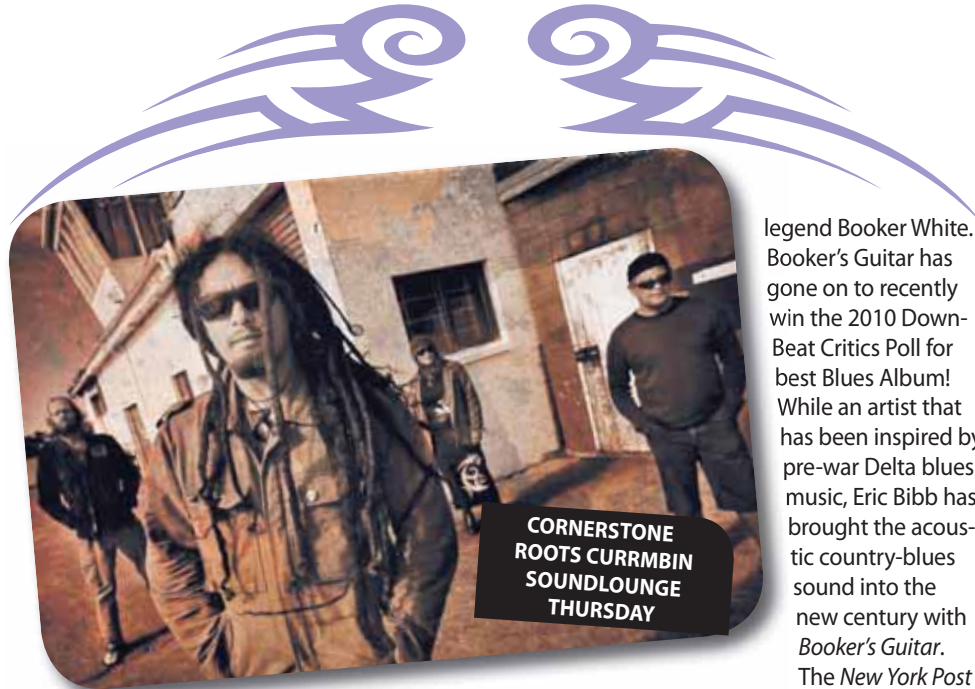 CORNERSTONE
ROOTS CURRMBIN
SOUNDLOUNGE
THURSDAY
legend Booker White.
Booker’s Guitar has
gone on to recently
win the 2010 Down-
Beat Critics Poll for
best Blues Album!
While an artist that
has been inspired by
pre-war Delta blues
music, Eric Bibb has
brought the acous-
tic country-blues
sound into the
new century with
Booker’s Guitar.
The New York Post